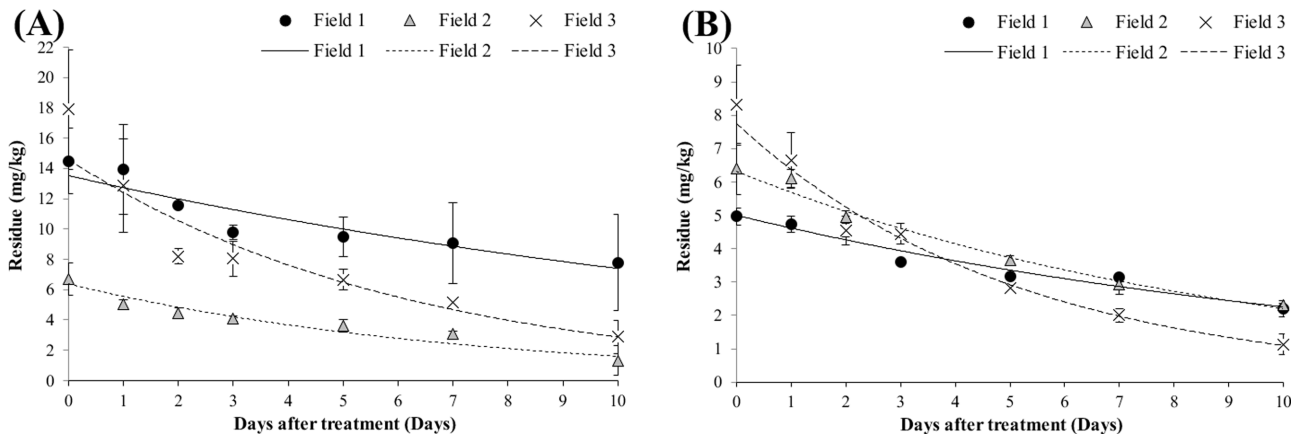 (A)
Field 1 Field 2 Field 3
Field 1 Field 2 Field 3
22
20
18
16
14
12
10
8
6
4
2
0
Residue (mg/kg)
0 1 2 3 4 5 6 7 8 9 10
Days after treatment (Days)
(B)
Field 1 Field 2 Field 3
Field 1 Field 2 Field 3
10
9
8
7
6
5
4
3
2
1
0
Residue (mg/kg)
0 1 2 3 4 5 6 7 8 9 10
Days after treatment (Days)